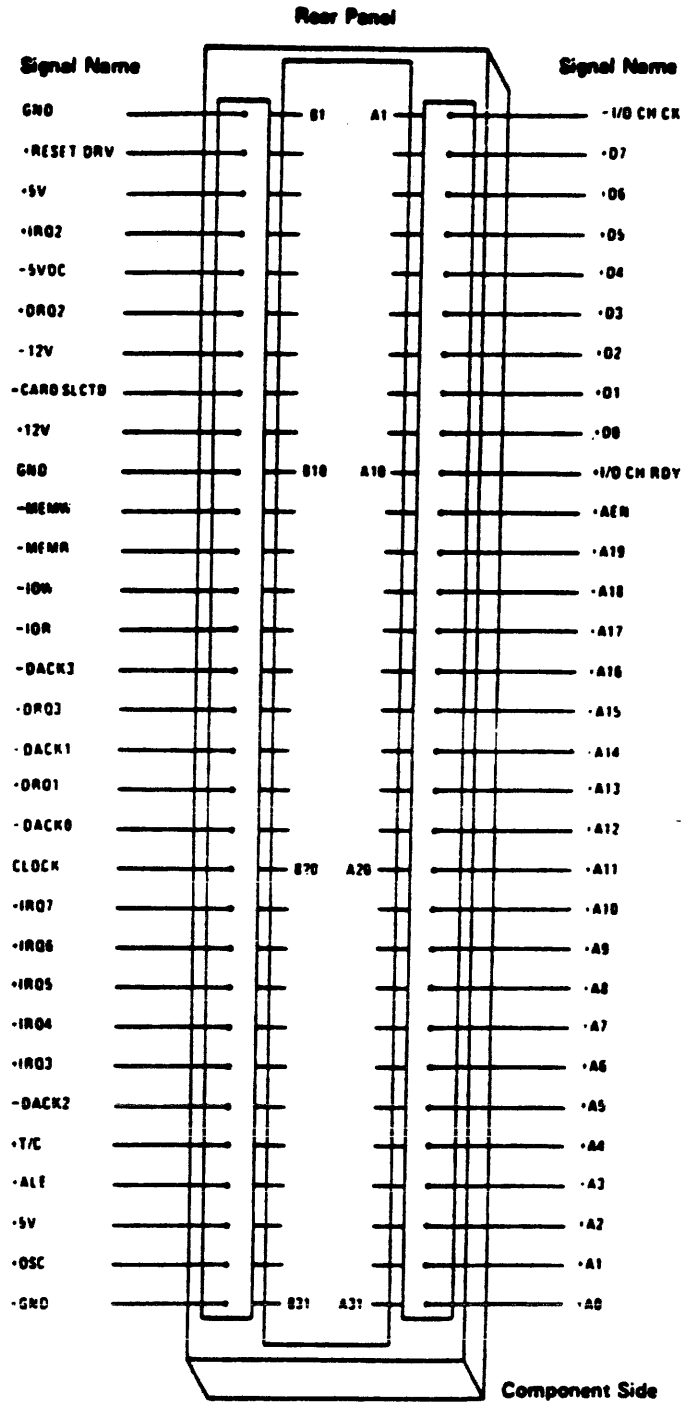 Rear Panel
Signal Name Signal Name
GND B1 A1 -I/O CH CK
+RESET DRV +D7
+5V +D6
+IRQ2 +D5
-5VDC +D4
+DRQ2 +D3
-12V +D2
-CARD SLCTD +D1
+12V +D0
GND B10 A10 +I/O CH RDY
-MEMW +AEN
-MEMR +A19
-IOW +A18
-IOR +A17
-DACK3 +A16
+DRQ3 +A15
-DACK1 +A14
+DRQ1 +A13
-DACK0 +A12
CLOCK B20 A20 +A11
+IRQ7 +A10
+IRQ6 +A9
+IRQ5 +A8
+IRQ4 +A7
+IRQ3 +A6
-DACK2 +A5
+T/C +A4
+ALE +A3
+5V +A2
+OSC +A1
+GND B31 A31 +A0
Component Side